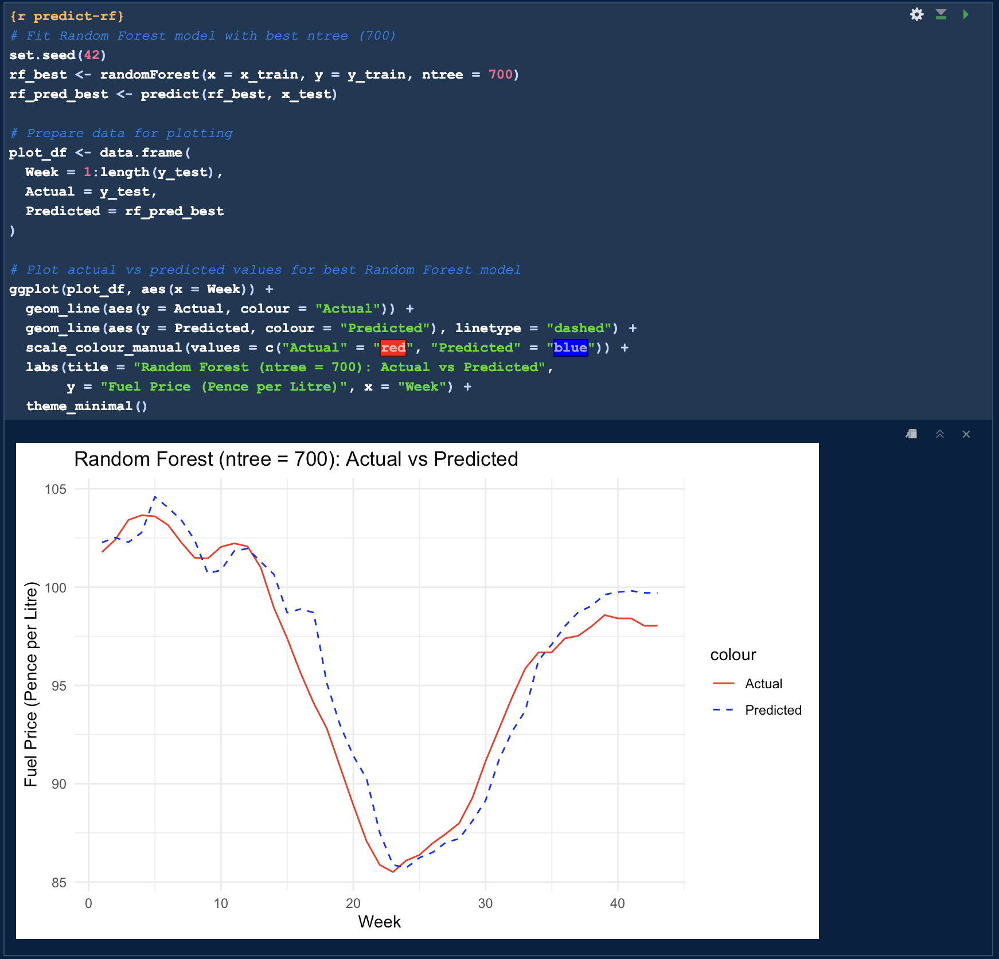 {r predict-rf}
# Fit Random Forest model with best ntree (700)
set.seed(42)
rf_best <- randomForest(x = x_train, y = y_train, ntree = 700)
rf_pred_best <- predict(rf_best, x_test)
# Prepare data for plotting
plot_df <- data.frame(
  Week = 1:length(y_test),
  Actual = y_test,
  Predicted = rf_pred_best
)
# Plot actual vs predicted values for best Random Forest model
ggplot(plot_df, aes(x = Week)) +
  geom_line(aes(y = Actual, colour = "Actual")) +
  geom_line(aes(y = Predicted, colour = "Predicted"), linetype = "dashed") +
  scale_colour_manual(values = c("Actual" = "red", "Predicted" = "blue")) +
  labs(title = "Random Forest (ntree = 700): Actual vs Predicted",
       y = "Fuel Price (Pence per Litre)", x = "Week") +
  theme_minimal()
Random Forest (ntree = 700): Actual vs Predicted
Fuel Price (Pence per Litre)
105
100
95
90
85
0 10 20 30 40
Week
colour
Actual
Predicted